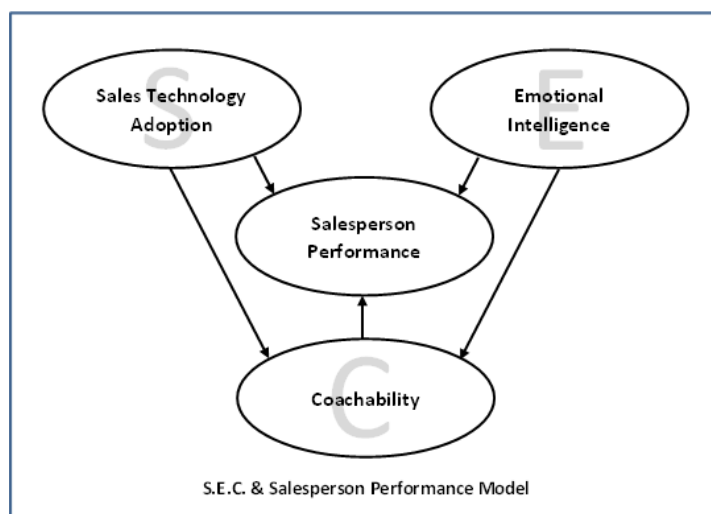 S
Sales Technology
Adoption
E
Emotional
Intelligence
Salesperson
Performance
C
Coachability
S.E.C. & Salesperson Performance Model